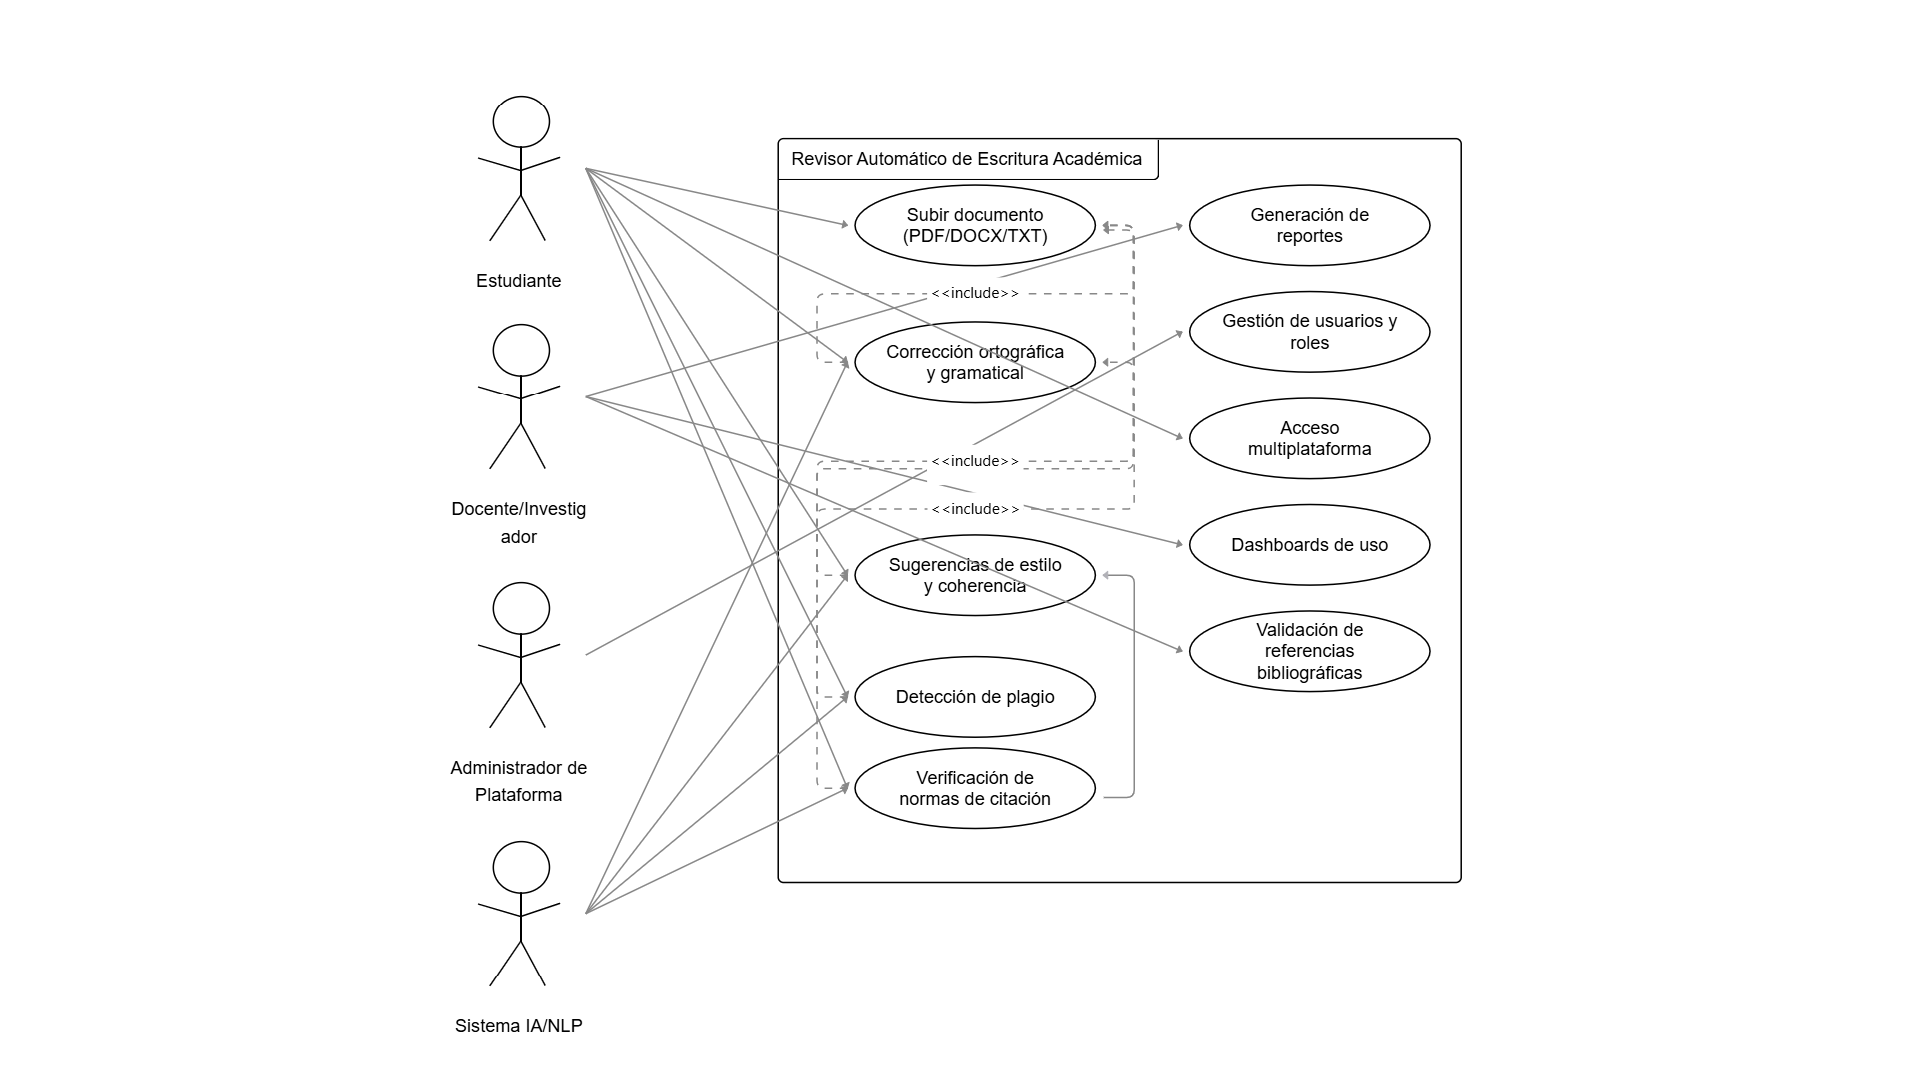 Estudiante
Docente/Investig
ador
Administrador de
Plataforma
Sistema IA/NLP
Revisor Automático de Escritura Académica
Subir documento
(PDF/DOCX/TXT)
<<include>>
Corrección ortográfica
y gramatical
<<include>>
<<include>>
Sugerencias de estilo
y coherencia
Detección de plagio
Verificación de
normas de citación
Generación de
reportes
Gestión de usuarios y
roles
Acceso
multiplataforma
Dashboards de uso
Validación de
referencias
bibliográficas